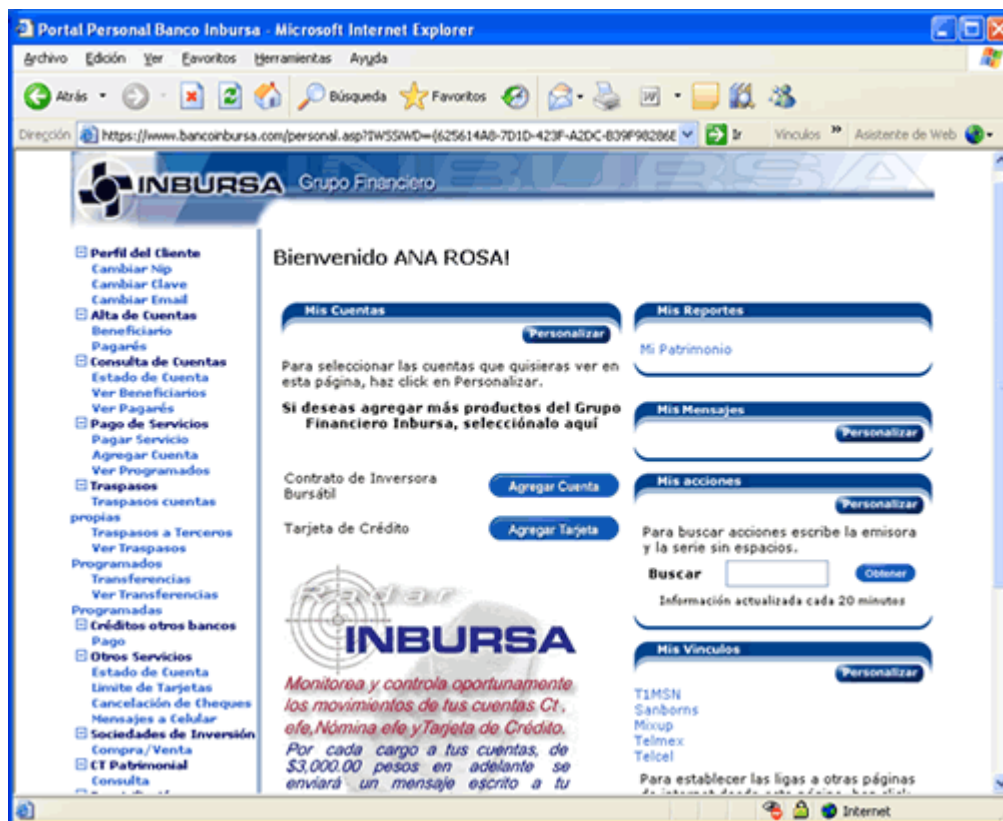 Portal Personal Banco Inbursa - Microsoft Internet Explorer
Archivo Edición Ver Favoritos Herramientas Ayuda
Atrás Búsqueda Favoritos
Dirección https://www.bancoinbursa.com/personal.asp?IWSSIWD={625614A8-7D1D-423F-A2DC-B39F98286E Ir Vínculos » Asistente de Web
INBURSA Grupo Financiero INBURSA
Perfil del Cliente
Cambiar Nip
Cambiar Clave
Cambiar Email
Alta de Cuentas
Beneficiario
Pagarés
Consulta de Cuentas
Estado de Cuenta
Ver Beneficiarios
Ver Pagarés
Pago de Servicios
Pagar Servicio
Agregar Cuenta
Ver Programados
Traspasos
Traspasos cuentas
propias
Traspasos a Terceros
Ver Traspasos
Programados
Transferencias
Ver Transferencias
Programadas
Créditos otros bancos
Pago
Otros Servicios
Estado de Cuenta
Limite de Tarjetas
Cancelación de Cheques
Mensajes a Celular
Sociedades de Inversión
Compra/Venta
CT Patrimonial
Consulta
Bienvenido ANA ROSA!
Mis Cuentas
Personalizar
Para seleccionar las cuentas que quisieras ver en
esta página, haz click en Personalizar.
Si deseas agregar más productos del Grupo
Financiero Inbursa, selecciónalo aquí
Contrato de Inversora
Bursátil
Agregar Cuenta
Tarjeta de Crédito
Agregar Tarjeta
Radar
INBURSA
Monitorea y controla oportunamente
los movimientos de tus cuentas Ct,
efe, Nómina efe y Tarjeta de Crédito.
Por cada cargo a tus cuentas, de
$3,000.00 pesos en adelante se
enviará un mensaje escrito a tu
Mis Reportes
Mi Patrimonio
Mis Mensajes
Personalizar
Mis acciones
Personalizar
Para buscar acciones escribe la emisora
y la serie sin espacios.
Buscar
Obtener
Información actualizada cada 20 minutos
Mis Vinculos
Personalizar
T1MSN
Sanborns
Mixup
Telmex
Telcel
Para establecer las ligas a otras páginas
de internet desde esta página, haz click
Internet